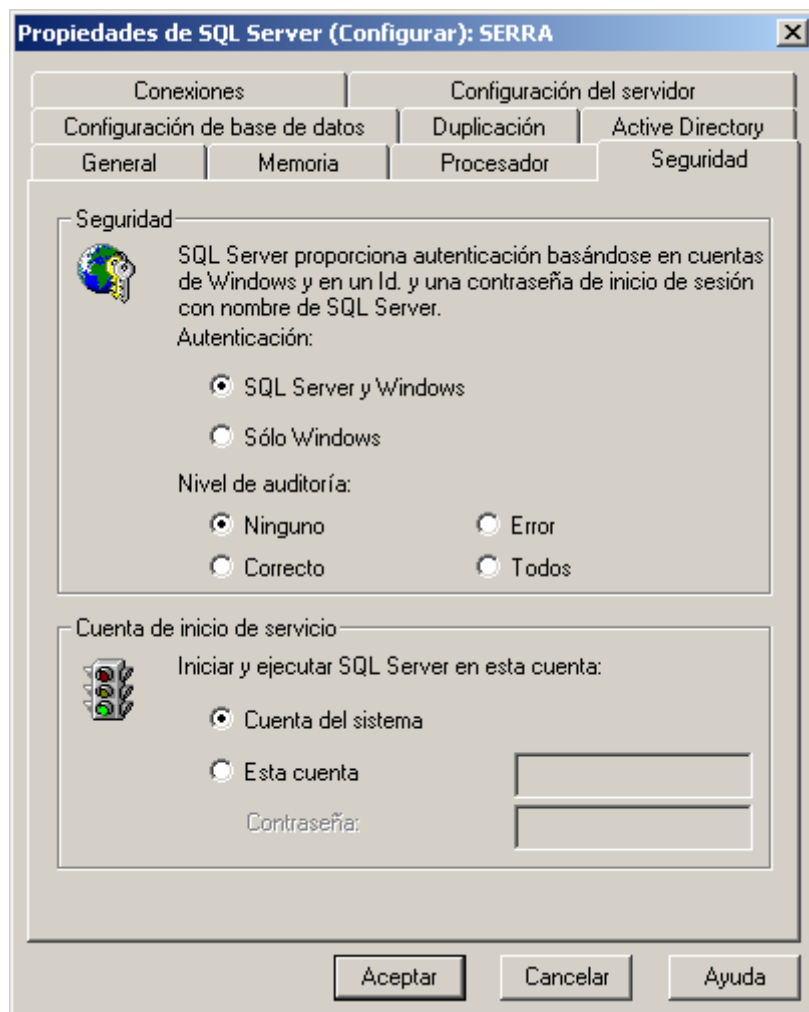 Propiedades de SQL Server (Configurar): SERRA
Conexiones
Configuración del servidor
Configuración de base de datos
Duplicación
Active Directory
General
Memoria
Procesador
Seguridad
Seguridad
SQL Server proporciona autenticación basándose en cuentas
de Windows y en un Id. y una contraseña de inicio de sesión
con nombre de SQL Server.
Autenticación:
SQL Server y Windows
Sólo Windows
Nivel de auditoría:
Ninguno
Error
Correcto
Todos
Cuenta de inicio de servicio
Iniciar y ejecutar SQL Server en esta cuenta:
Cuenta del sistema
Esta cuenta
Contraseña:
Aceptar
Cancelar
Ayuda